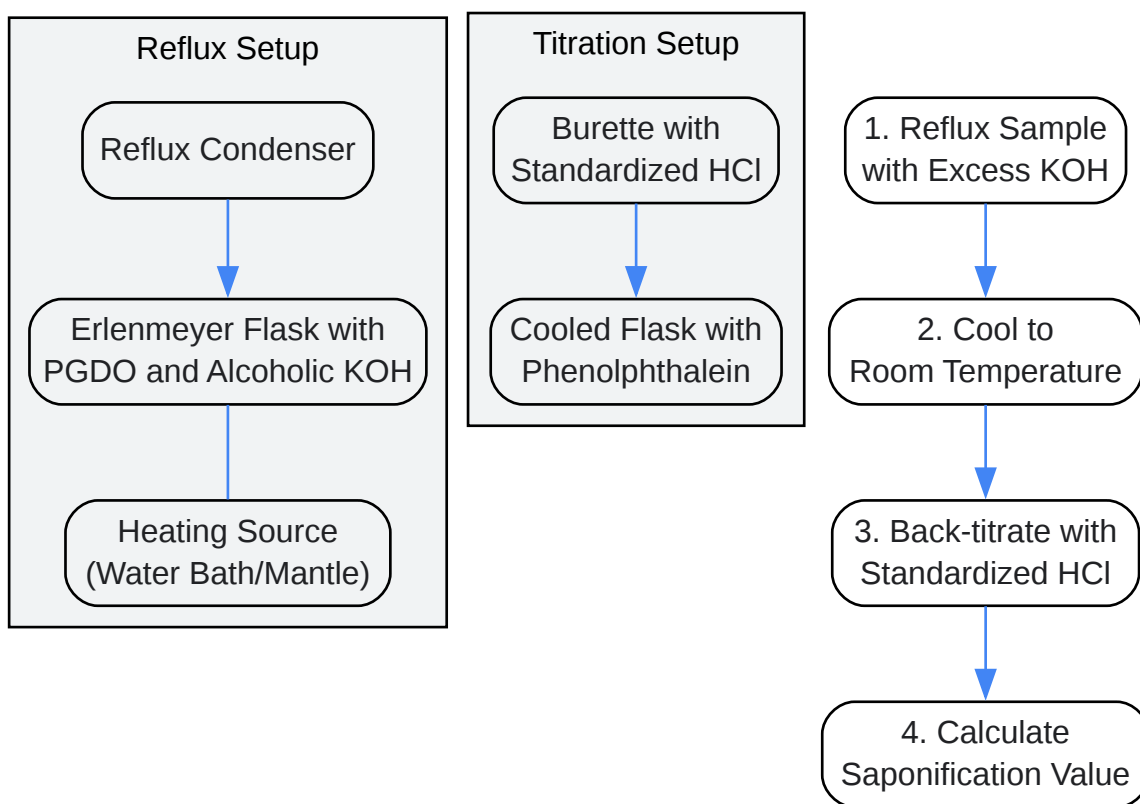 Reflux Setup
Reflux Condenser
Erlenmeyer Flask with
PGDO and Alcoholic KOH
Heating Source
(Water Bath/Mantle)
Titration Setup
Burette with
Standardized HCl
Cooled Flask with
Phenolphthalein
1. Reflux Sample
with Excess KOH
2. Cool to
Room Temperature
3. Back-titrate with
Standardized HCl
4. Calculate
Saponification Value